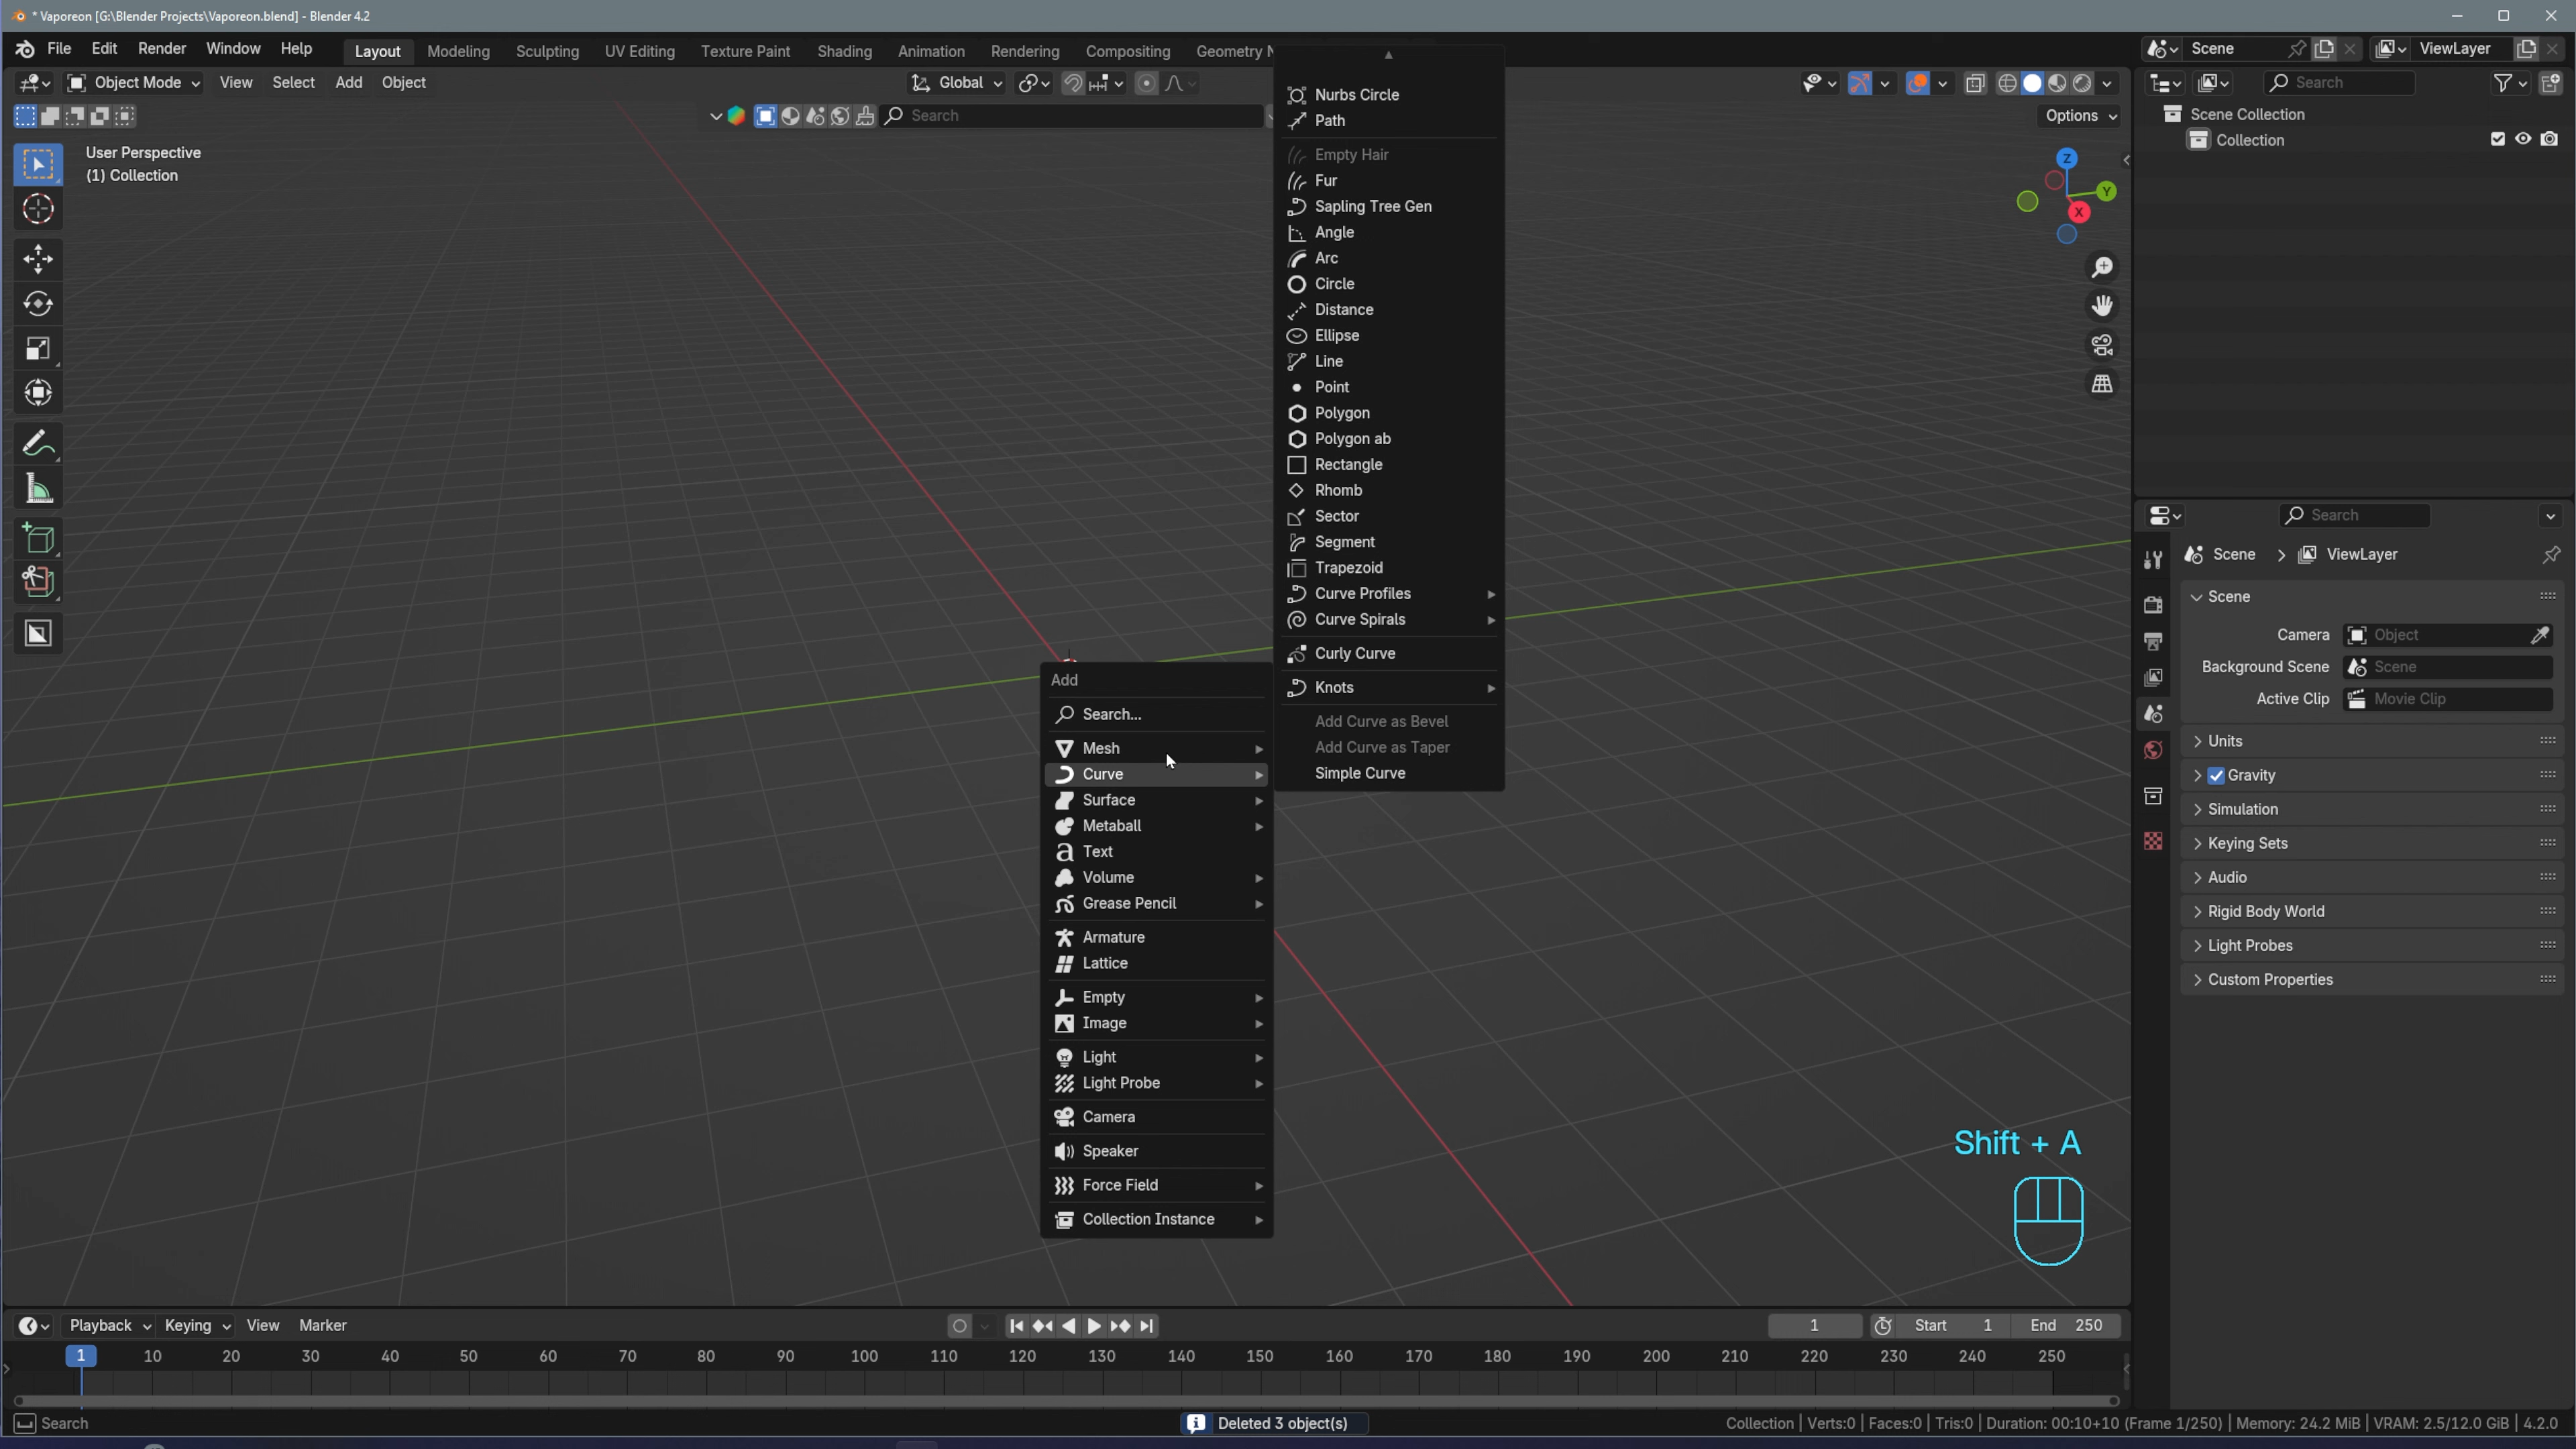 * Vaporeon [G:\Blender Projects\Vaporeon.blend] - Blender 4.2
File Edit Render Window Help Layout Modeling Sculpting UV Editing Texture Paint Shading Animation Rendering Compositing Geometry N Scene ViewLayer
Object Mode View Select Add Object Global Search
Search Options
User Perspective
(1) Collection
Z
Y
X
Scene Collection
Collection
Nurbs Circle
Path
Empty Hair
Fur
Sapling Tree Gen
Angle
Arc
Circle
Distance
Ellipse
Line
Point
Polygon
Polygon ab
Rectangle
Rhomb
Sector
Segment
Trapezoid
Curve Profiles
Curve Spirals
Curly Curve
Knots
Add Curve as Bevel
Add Curve as Taper
Simple Curve
Add
Search...
Mesh
Curve
Surface
Metaball
Text
Volume
Grease Pencil
Armature
Lattice
Empty
Image
Light
Light Probe
Camera
Speaker
Force Field
Collection Instance
Search
Scene ViewLayer
Scene
Camera Object
Background Scene Scene
Active Clip Movie Clip
Units
Gravity
Simulation
Keying Sets
Audio
Rigid Body World
Light Probes
Custom Properties
Shift + A
Playback Keying View Marker 1 Start 1 End 250
1 10 20 30 40 50 60 70 80 90 100 110 120 130 140 150 160 170 180 190 200 210 220 230 240 250
Search Deleted 3 object(s) Collection | Verts:0 | Faces:0 | Tris:0 | Duration: 00:10+10 (Frame 1/250) | Memory: 24.2 MiB | VRAM: 2.5/12.0 GiB | 4.2.0